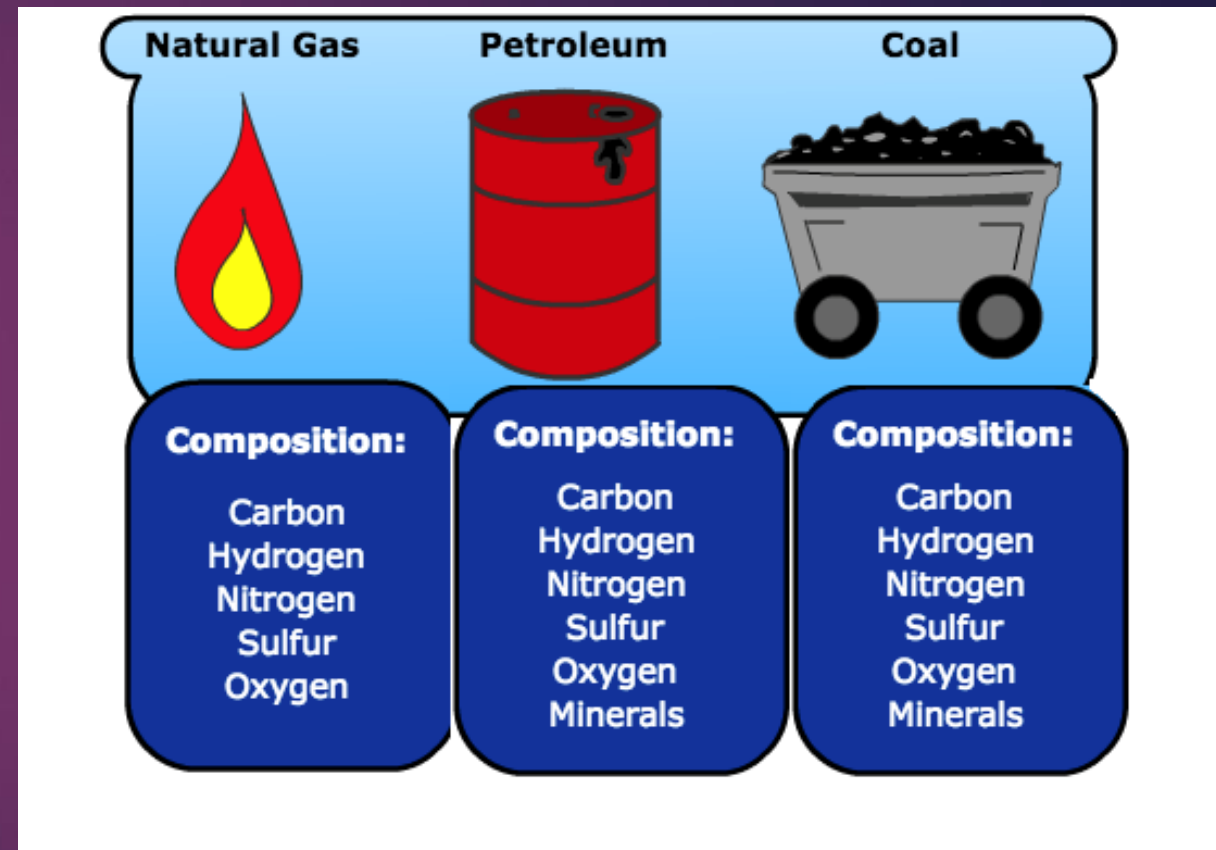 Natural Gas
Petroleum
Coal
Composition:
Carbon
Hydrogen
Nitrogen
Sulfur
Oxygen
Composition:
Carbon
Hydrogen
Nitrogen
Sulfur
Oxygen
Minerals
Composition:
Carbon
Hydrogen
Nitrogen
Sulfur
Oxygen
Minerals